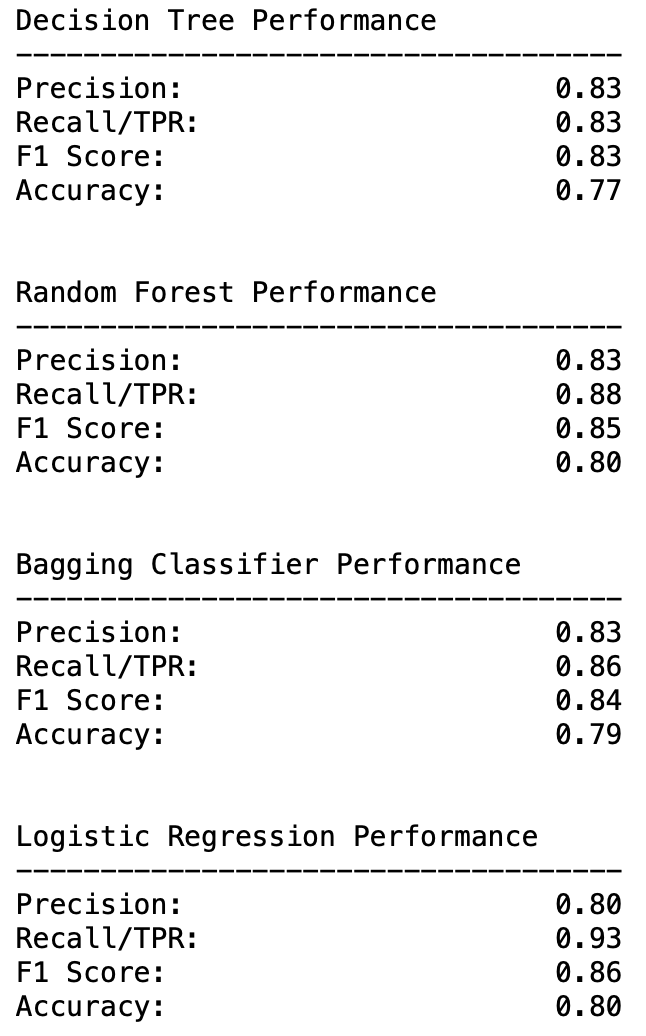 Decision Tree Performance
------------------------------------
Precision: 0.83
Recall/TPR: 0.83
F1 Score: 0.83
Accuracy: 0.77
Random Forest Performance
------------------------------------
Precision: 0.83
Recall/TPR: 0.88
F1 Score: 0.85
Accuracy: 0.80
Bagging Classifier Performance
------------------------------------
Precision: 0.83
Recall/TPR: 0.86
F1 Score: 0.84
Accuracy: 0.79
Logistic Regression Performance
------------------------------------
Precision: 0.80
Recall/TPR: 0.93
F1 Score: 0.86
Accuracy: 0.80